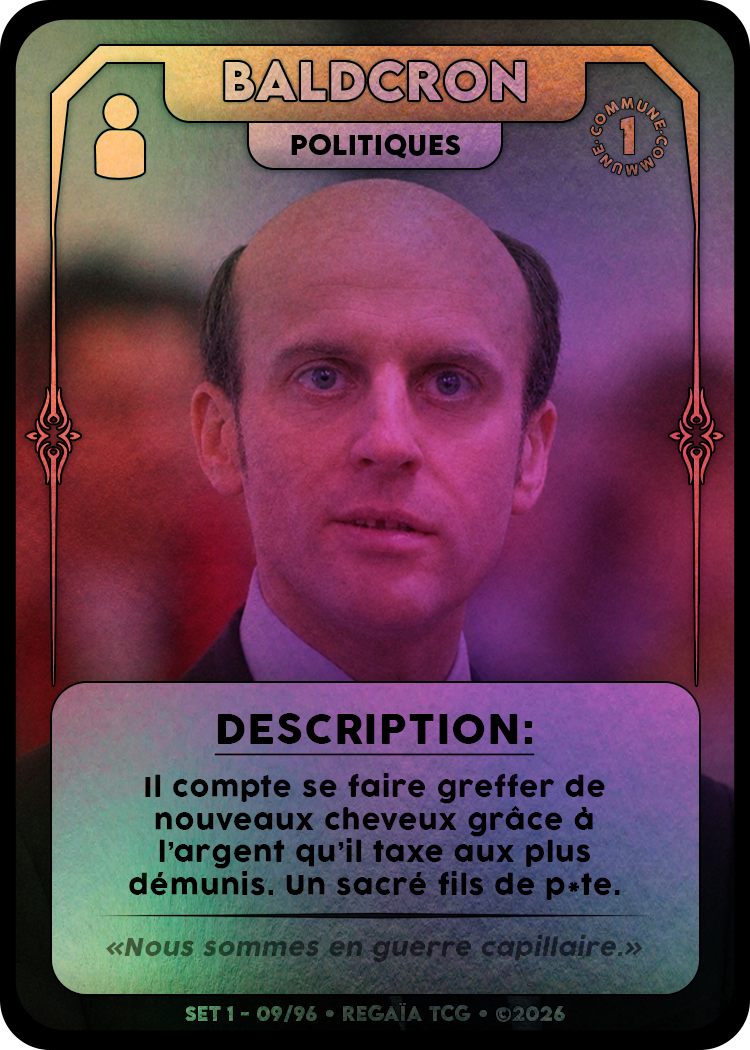 BALDCRON
POLITIQUES
COMMUNE · COMMUNE ·
1
DESCRIPTION:
Il compte se faire greffer de
nouveaux cheveux grâce à
l'argent qu'il taxe aux plus
démunis. Un sacré fils de p*te.
«Nous sommes en guerre capillaire.»
SET 1 - 09/96 • REGAÏA TCG • ©2026